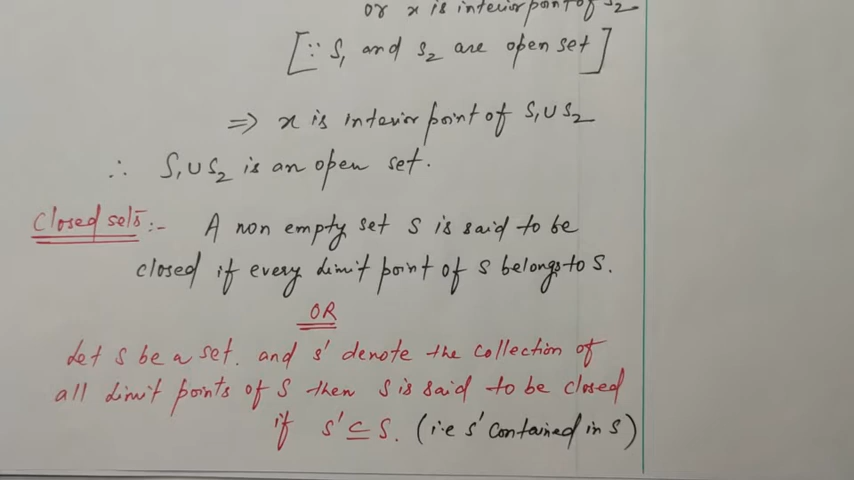 or x is interior point of S₂
[∵ S₁ and S₂ are open set]
⇒ x is interior point of S₁∪S₂
∴ S₁∪S₂ is an open set.
Closed sets:- A non empty set S is said to be
closed if every limit point of S belongs to S.
OR
Let S be a set. and S' denote the collection of
all limit points of S then S is said to be closed
if S' ⊆ S. (i.e S' contained in S)